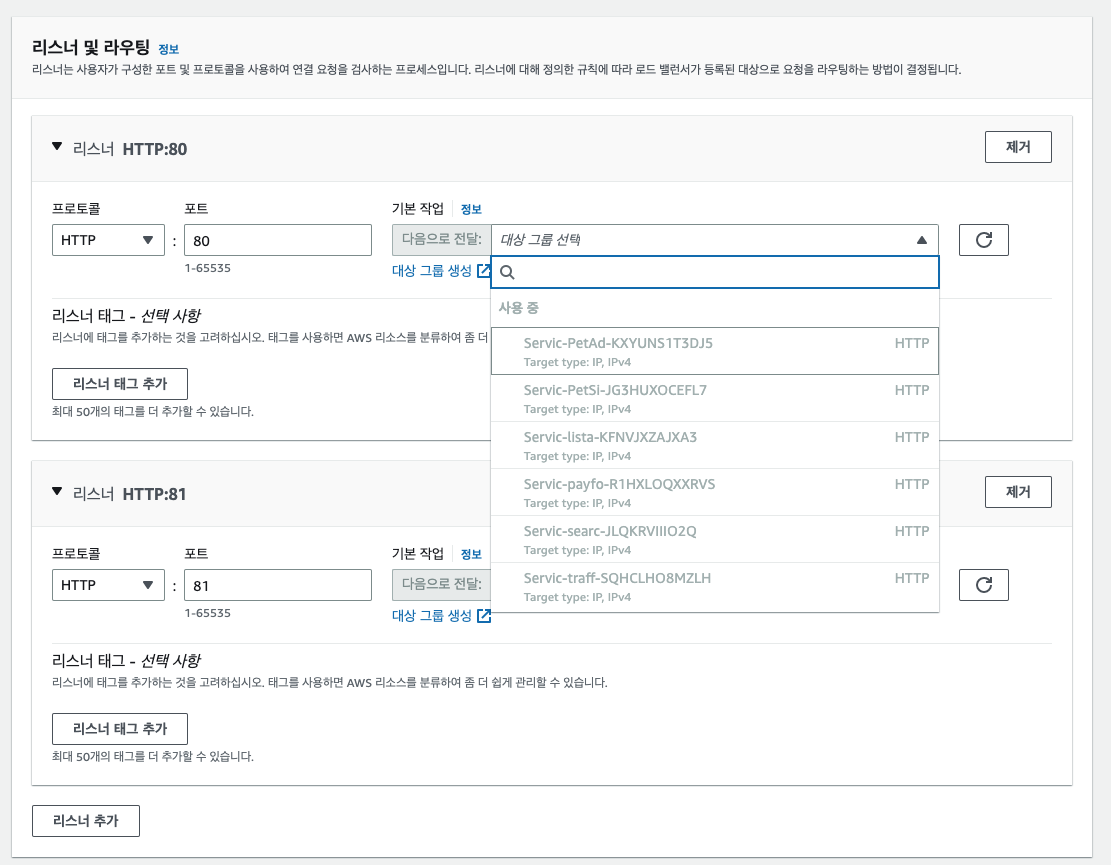 리스너 및 라우팅 정보
리스너는 사용자가 구성한 포트 및 프로토콜을 사용하여 연결 요청을 검사하는 프로세스입니다. 리스너에 대해 정의한 규칙에 따라 로드 밸런서가 등록된 대상으로 요청을 라우팅하는 방법이 결정됩니다.
리스너 HTTP:80 제거
프로토콜 포트 기본 작업 정보
HTTP : 80 다음으로 전달: 대상 그룹 선택
1-65535 대상 그룹 생성
사용 중
리스너 태그 - 선택 사항
리스너에 태그를 추가하는 것을 고려하십시오. 태그를 사용하면 AWS 리소스를 분류하여 좀 더
Servic-PetAd-KXYUNS1T3DJ5 HTTP
Target type: IP, IPv4
리스너 태그 추가
Servic-PetSi-JG3HUXOCEFL7 HTTP
Target type: IP, IPv4
최대 50개의 태그를 더 추가할 수 있습니다.
Servic-lista-KFNVJXZAJXA3 HTTP
Target type: IP, IPv4
리스너 HTTP:81 제거
Servic-payfo-R1HXLOQXXRVS HTTP
Target type: IP, IPv4
Servic-searc-JLQKRVIIIO2Q HTTP
Target type: IP, IPv4
프로토콜 포트 기본 작업 정보
HTTP : 81 다음으로 전달:
Servic-traff-SQHCLHO8MZLH HTTP
Target type: IP, IPv4
1-65535 대상 그룹 생성
리스너 태그 - 선택 사항
리스너에 태그를 추가하는 것을 고려하십시오. 태그를 사용하면 AWS 리소스를 분류하여 좀 더 쉽게 관리할 수 있습니다.
리스너 태그 추가
최대 50개의 태그를 더 추가할 수 있습니다.
리스너 추가